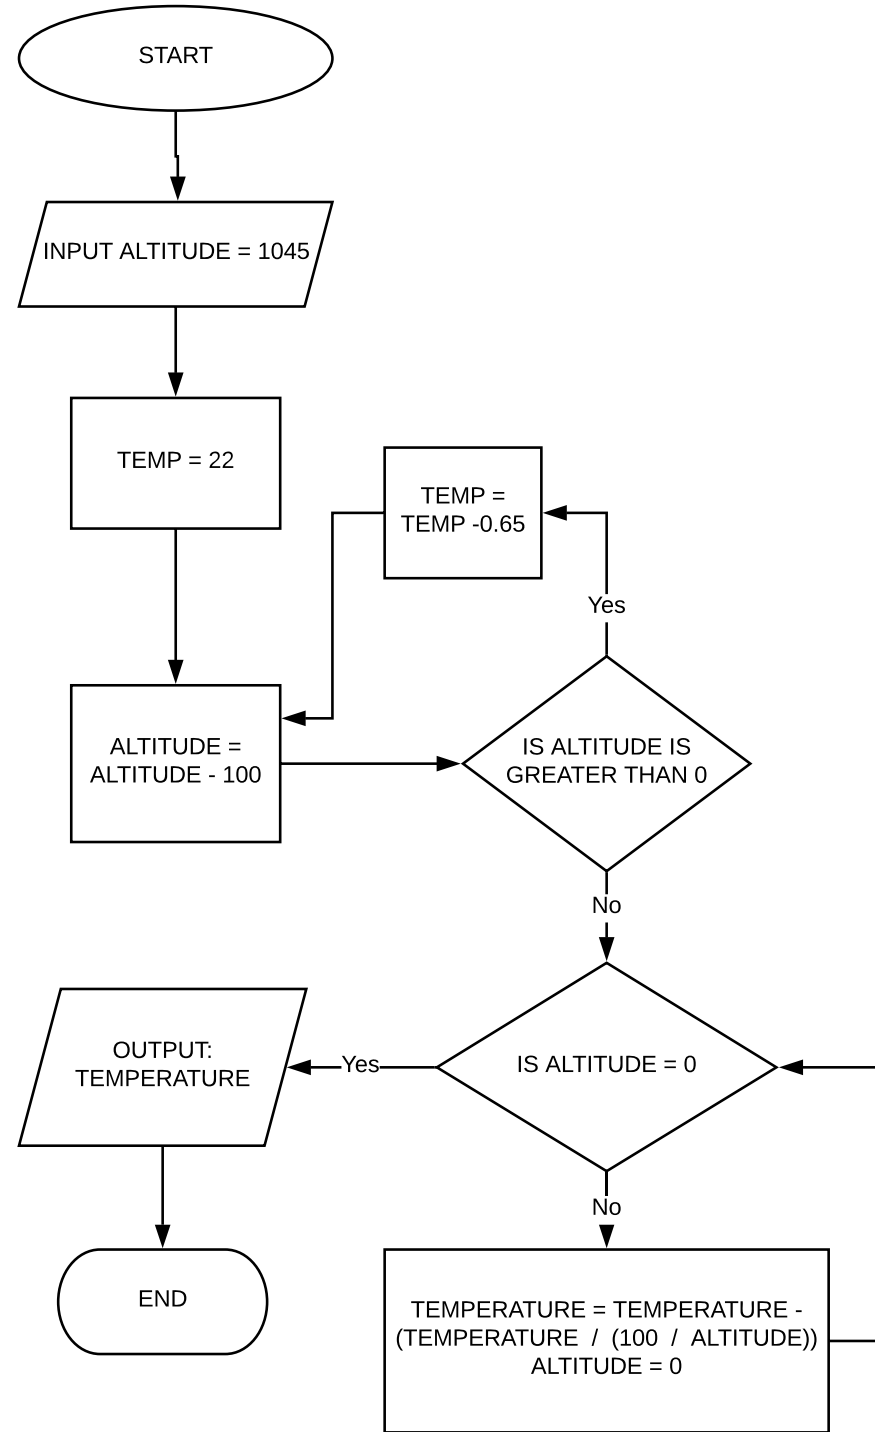 START
INPUT ALTITUDE = 1045
TEMP = 22
TEMP =
TEMP -0.65
Yes
ALTITUDE =
ALTITUDE - 100
IS ALTITUDE IS
GREATER THAN 0
No
OUTPUT:
TEMPERATURE
Yes
IS ALTITUDE = 0
No
END
TEMPERATURE = TEMPERATURE -
(TEMPERATURE / (100 / ALTITUDE))
ALTITUDE = 0